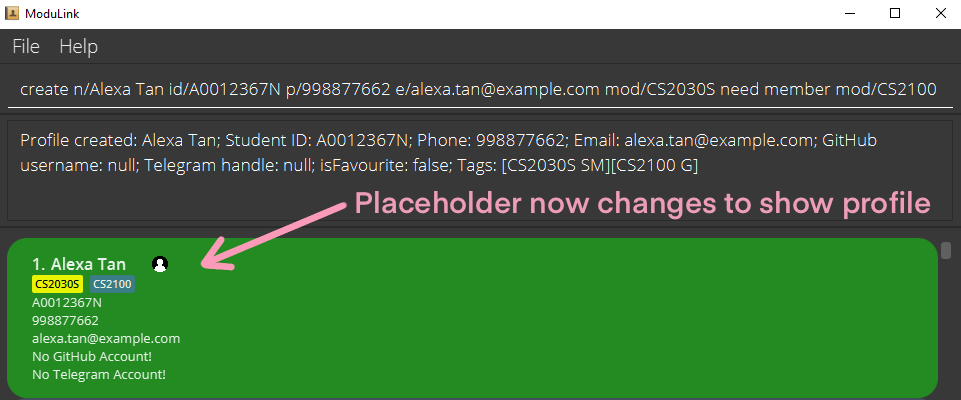 ModuLink
File Help
create n/Alexa Tan id/A0012367N p/998877662 e/alexa.tan@example.com mod/CS2030S need member mod/CS2100
Profile created: Alexa Tan; Student ID: A0012367N; Phone: 998877662; Email: alexa.tan@example.com; GitHub
username: null; Telegram handle: null; isFavourite: false; Tags: [CS2030S SM][CS2100 G]
Placeholder now changes to show profile
1. Alexa Tan
CS2030S CS2100
A0012367N
998877662
alexa.tan@example.com
No GitHub Account!
No Telegram Account!